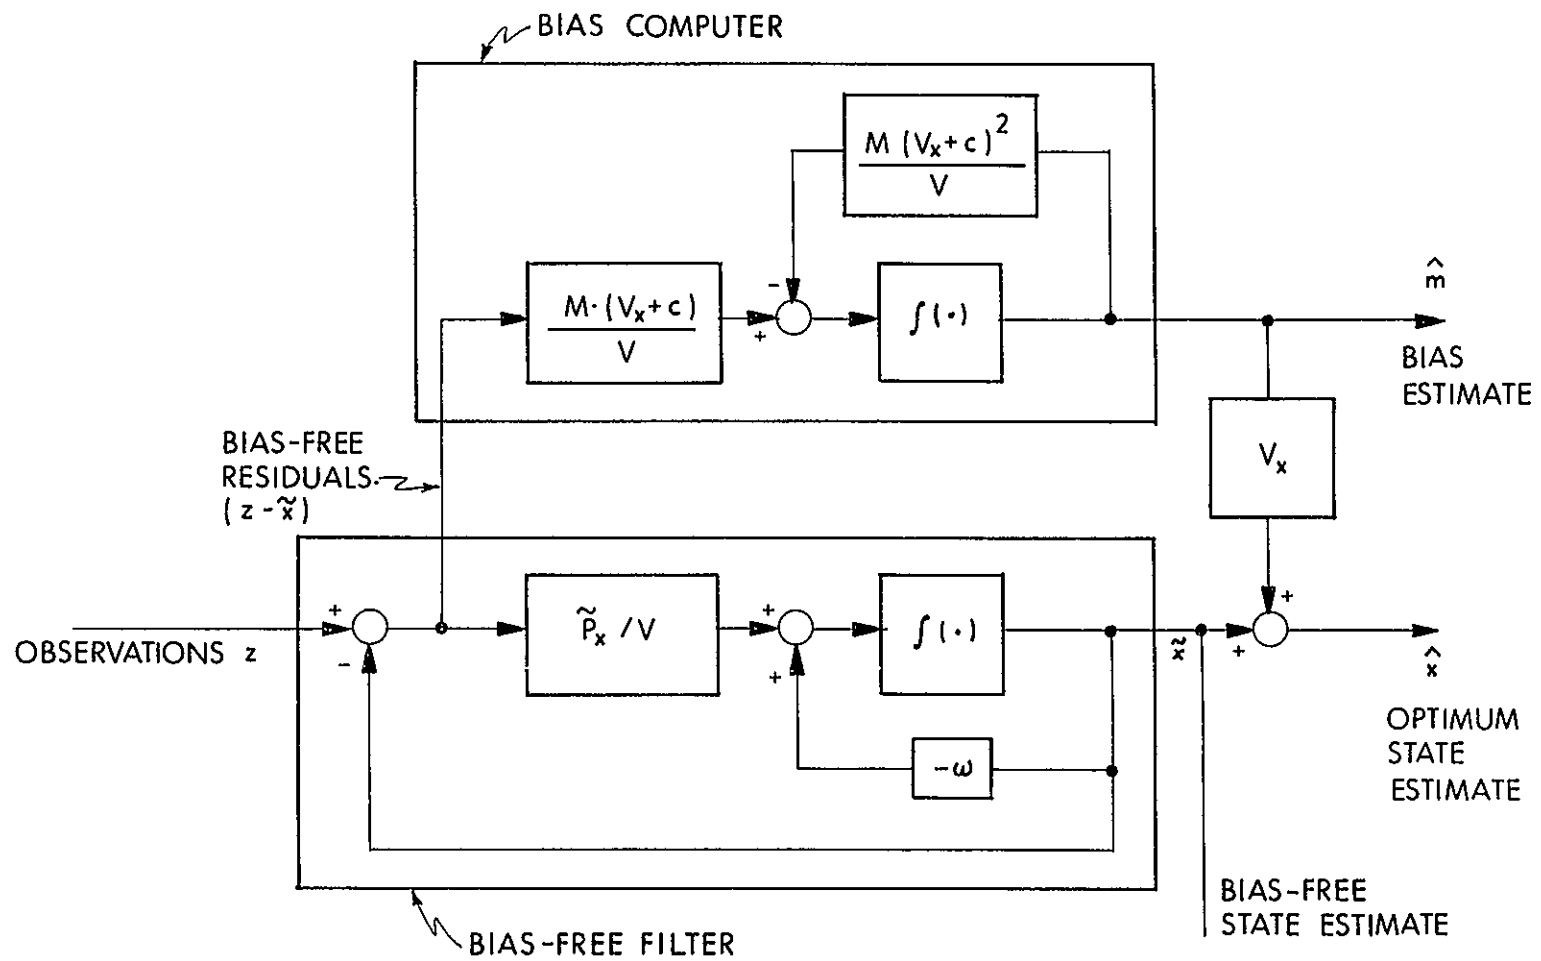 BIAS COMPUTER
M (Vₓ+c)²
V
-
M·(Vₓ+c)
V
+
∫(·)
m̂
BIAS
ESTIMATE
BIAS-FREE
RESIDUALS.
(z-x̃)
Vₓ
+
OBSERVATIONS z
+
-
P̃ₓ/V
+
+
∫(·)
-ω
x̃
+
x̂
OPTIMUM
STATE
ESTIMATE
BIAS-FREE
STATE ESTIMATE
BIAS-FREE FILTER